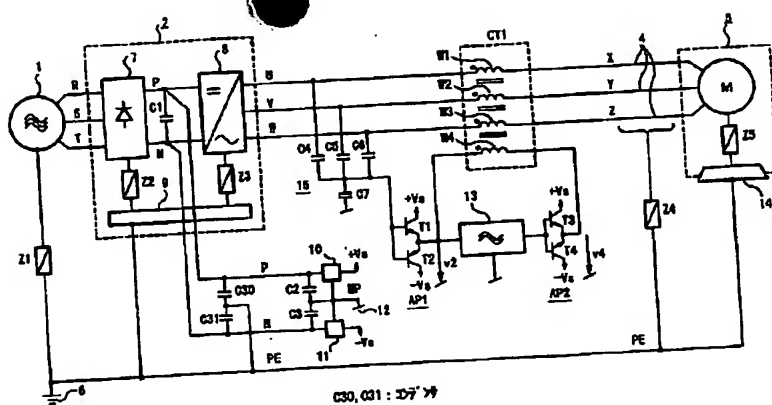 2
5
1
7
8
CT1
W1
4
R
P
U
X
W2
M
S
C1
V
Y
W3
T
N
W
Z
W4
Z5
C4
C5
C6
Z2
9
Z3
15
C7
+Vs
14
T1
13
+Vs
T3
Z1
10
+Vs
T2
v2
T4
v4
Z4
P
-Vs
-Vs
C30
C2
MP
AP1
AP2
C31
C3
12
N
11
-Vs
PE
PE
6
C30, C31 : コンデンサ